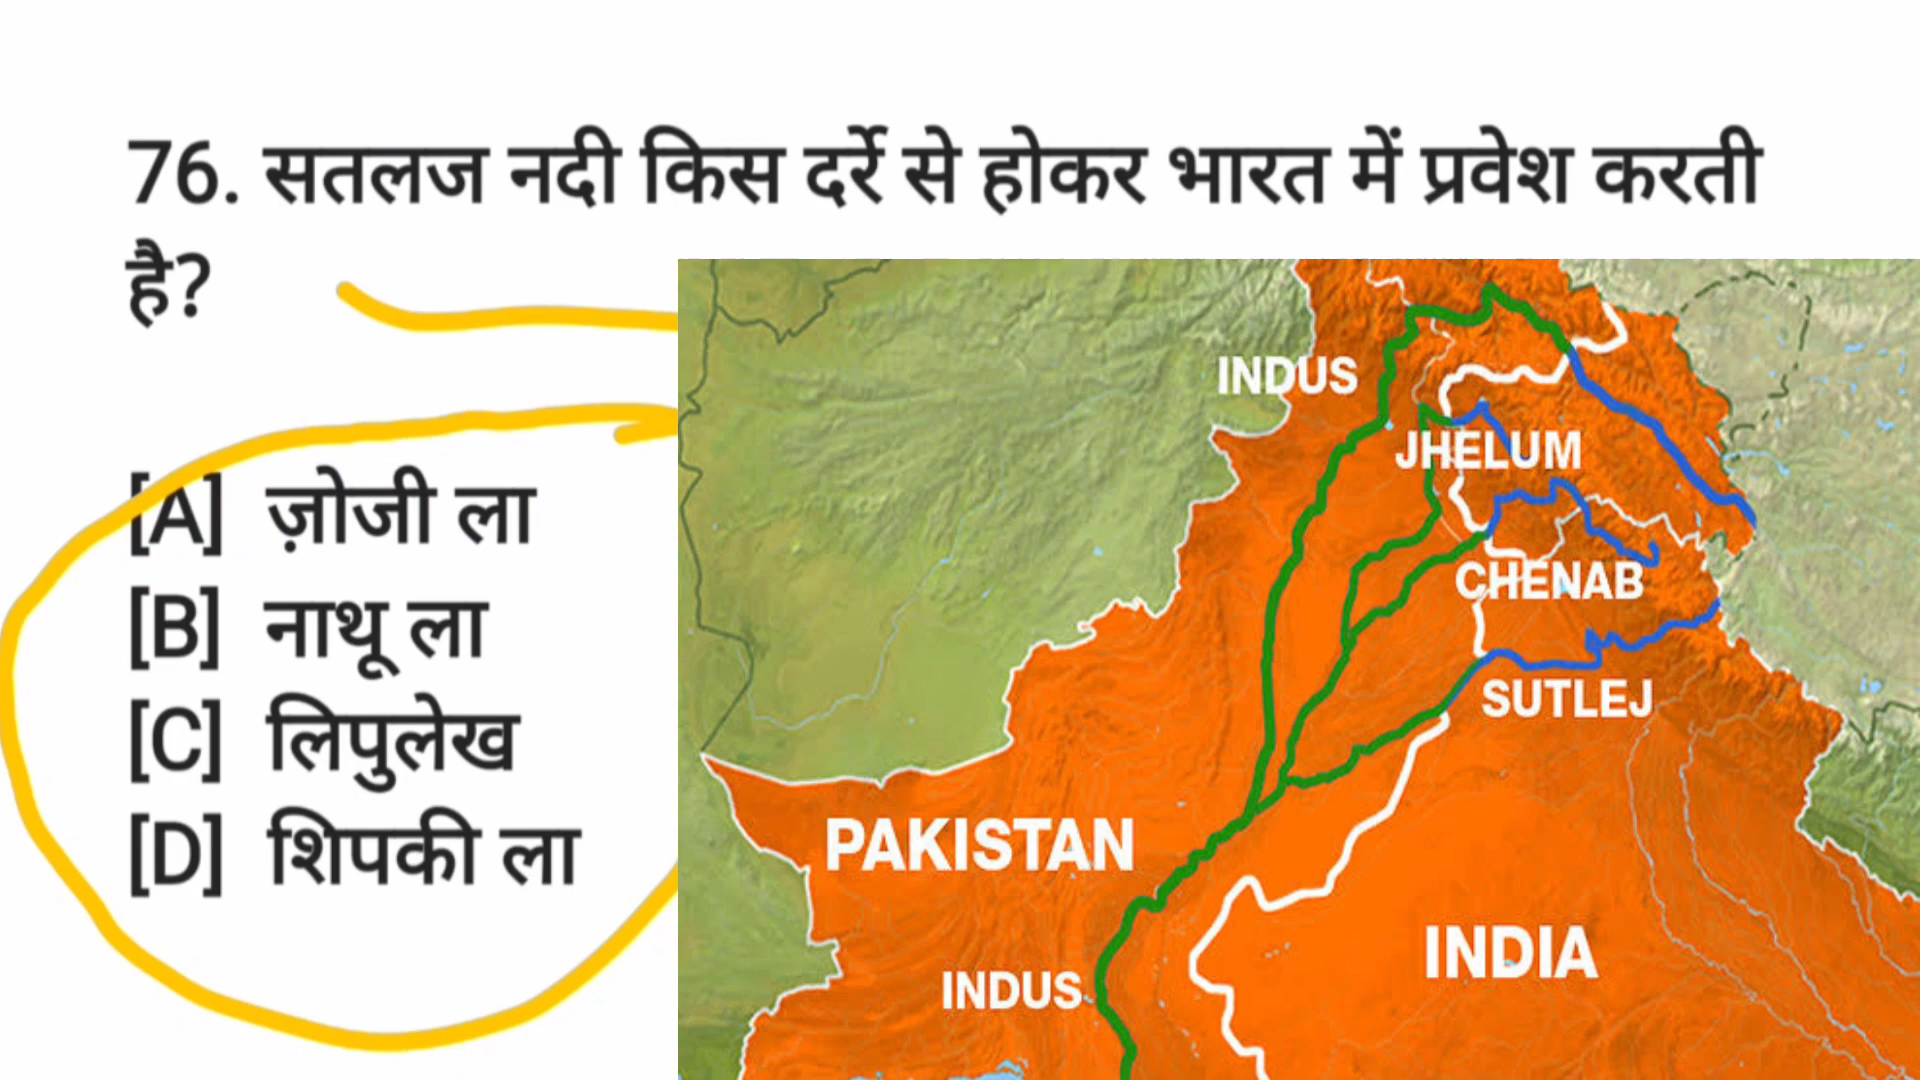 76. सतलज नदी किस दर्रे से होकर भारत में प्रवेश करती
है?
[A] ज़ोजी ला
[B] नाथू ला
[C] लिपुलेख
[D] शिपकी ला
INDUS
JHELUM
CHENAB
SUTLEJ
PAKISTAN
INDIA
INDUS